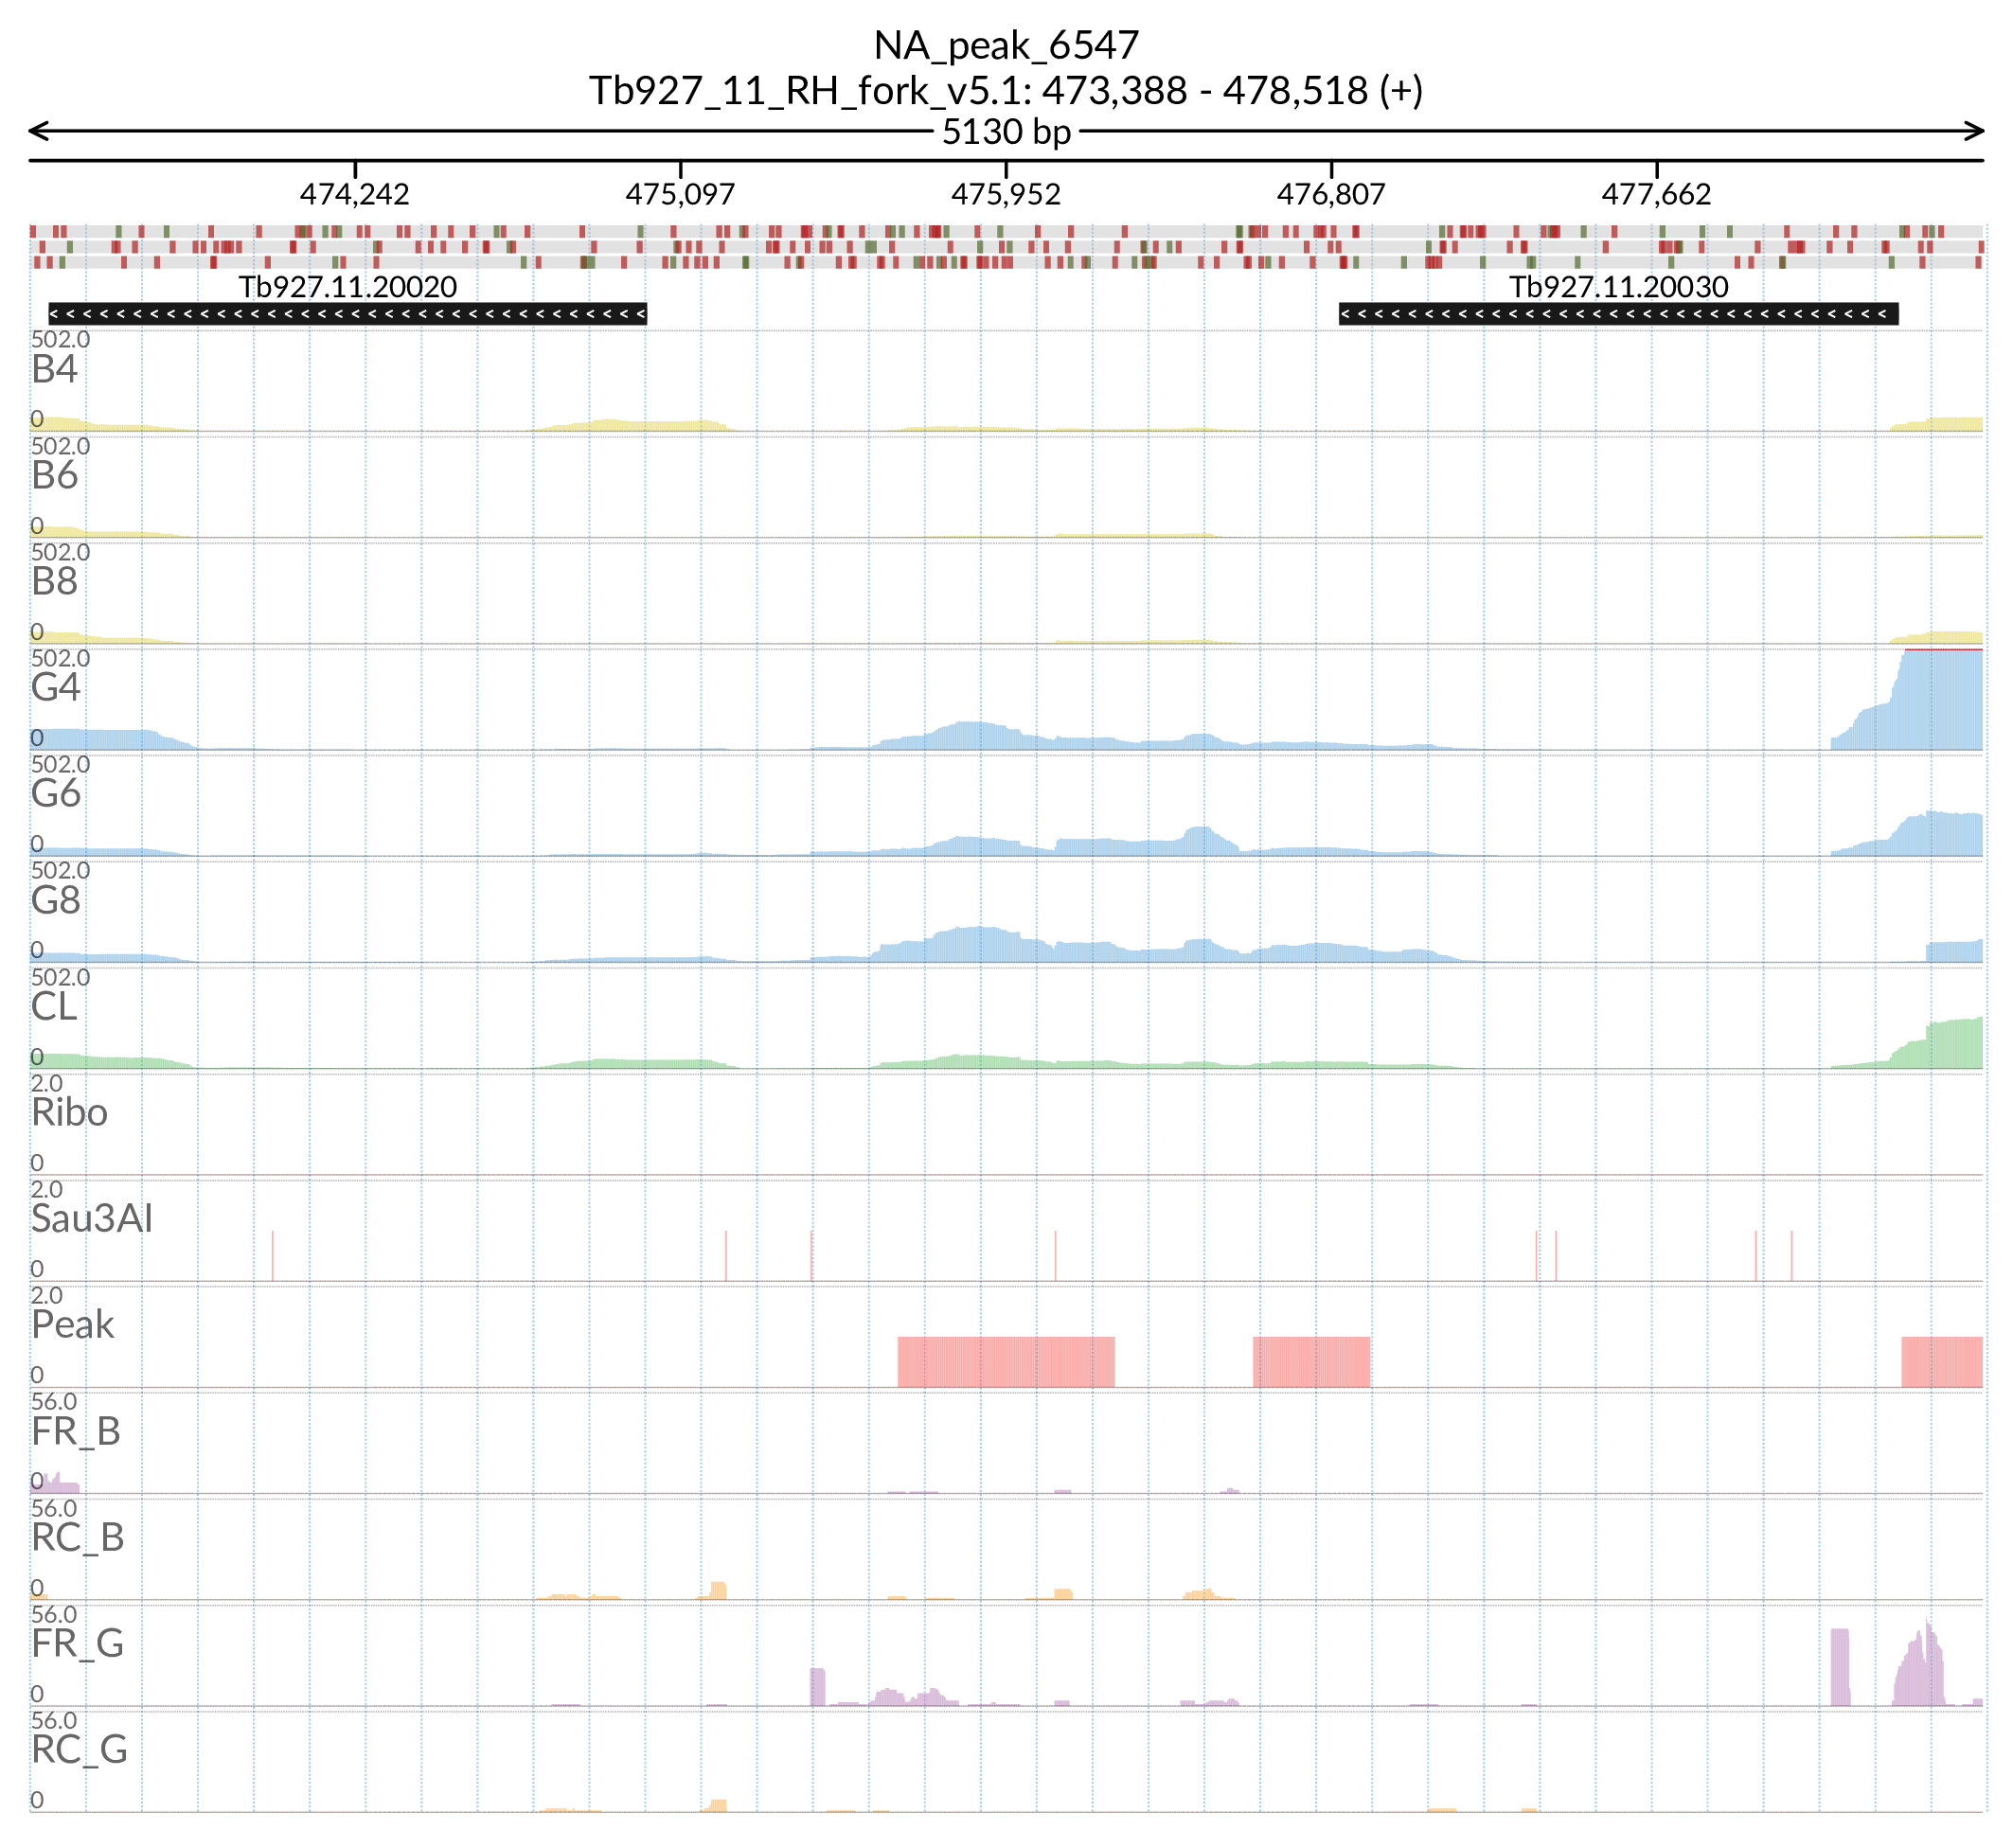 NA_peak_6547
Tb927_11_RH_fork_v5.1: 473,388 - 478,518 (+)
5130 bp
474,242 475,097 475,952 476,807 477,662
Tb927.11.20020 Tb927.11.20030
502.0
B4
0
502.0
B6
0
502.0
B8
0
502.0
G4
0
502.0
G6
0
502.0
G8
0
502.0
CL
0
2.0
Ribo
0
2.0
Sau3AI
0
2.0
Peak
0
56.0
FR_B
0
56.0
RC_B
0
56.0
FR_G
0
56.0
RC_G
0